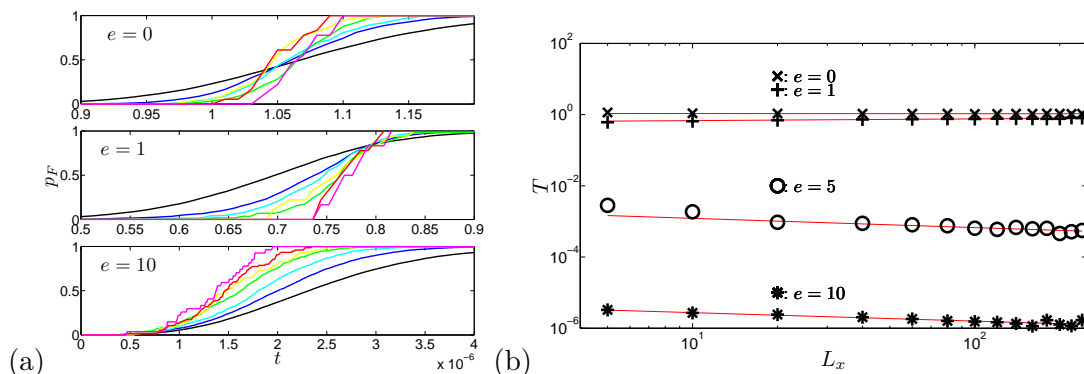 1
0.5
0
e = 0
0.9 0.95 1 1.05 1.1 1.15
1
0.5
0
e = 1
p_F
0.5 0.55 0.6 0.65 0.7 0.75 0.8 0.85 0.9
1
0.5
0
e = 10
0 0.5 1 1.5 2 2.5 3 3.5 4
t
x 10^-6
(a)
10^2
10^0
10^-2
10^-4
10^-6
T
: e = 0
: e = 1
: e = 5
: e = 10
10^1 10^2
L_x
(b)